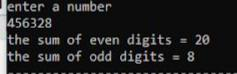 enter a number
456328
the sum of even digits = 20
the sum of odd digits = 8